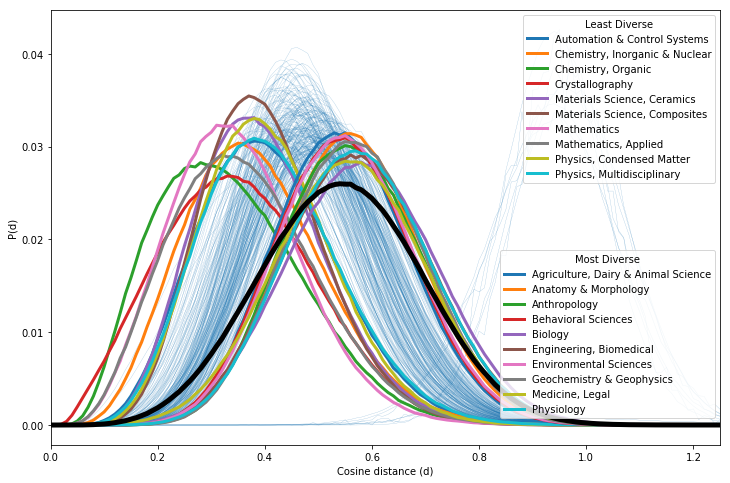 Least Diverse
Automation & Control Systems
Chemistry, Inorganic & Nuclear
Chemistry, Organic
Crystallography
Materials Science, Ceramics
Materials Science, Composites
Mathematics
Mathematics, Applied
Physics, Condensed Matter
Physics, Multidisciplinary
Most Diverse
Agriculture, Dairy & Animal Science
Anatomy & Morphology
Anthropology
Behavioral Sciences
Biology
Engineering, Biomedical
Environmental Sciences
Geochemistry & Geophysics
Medicine, Legal
Physiology
P(d)
0.04
0.03
0.02
0.01
0.00
0.0 0.2 0.4 0.6 0.8 1.0 1.2
Cosine distance (d)